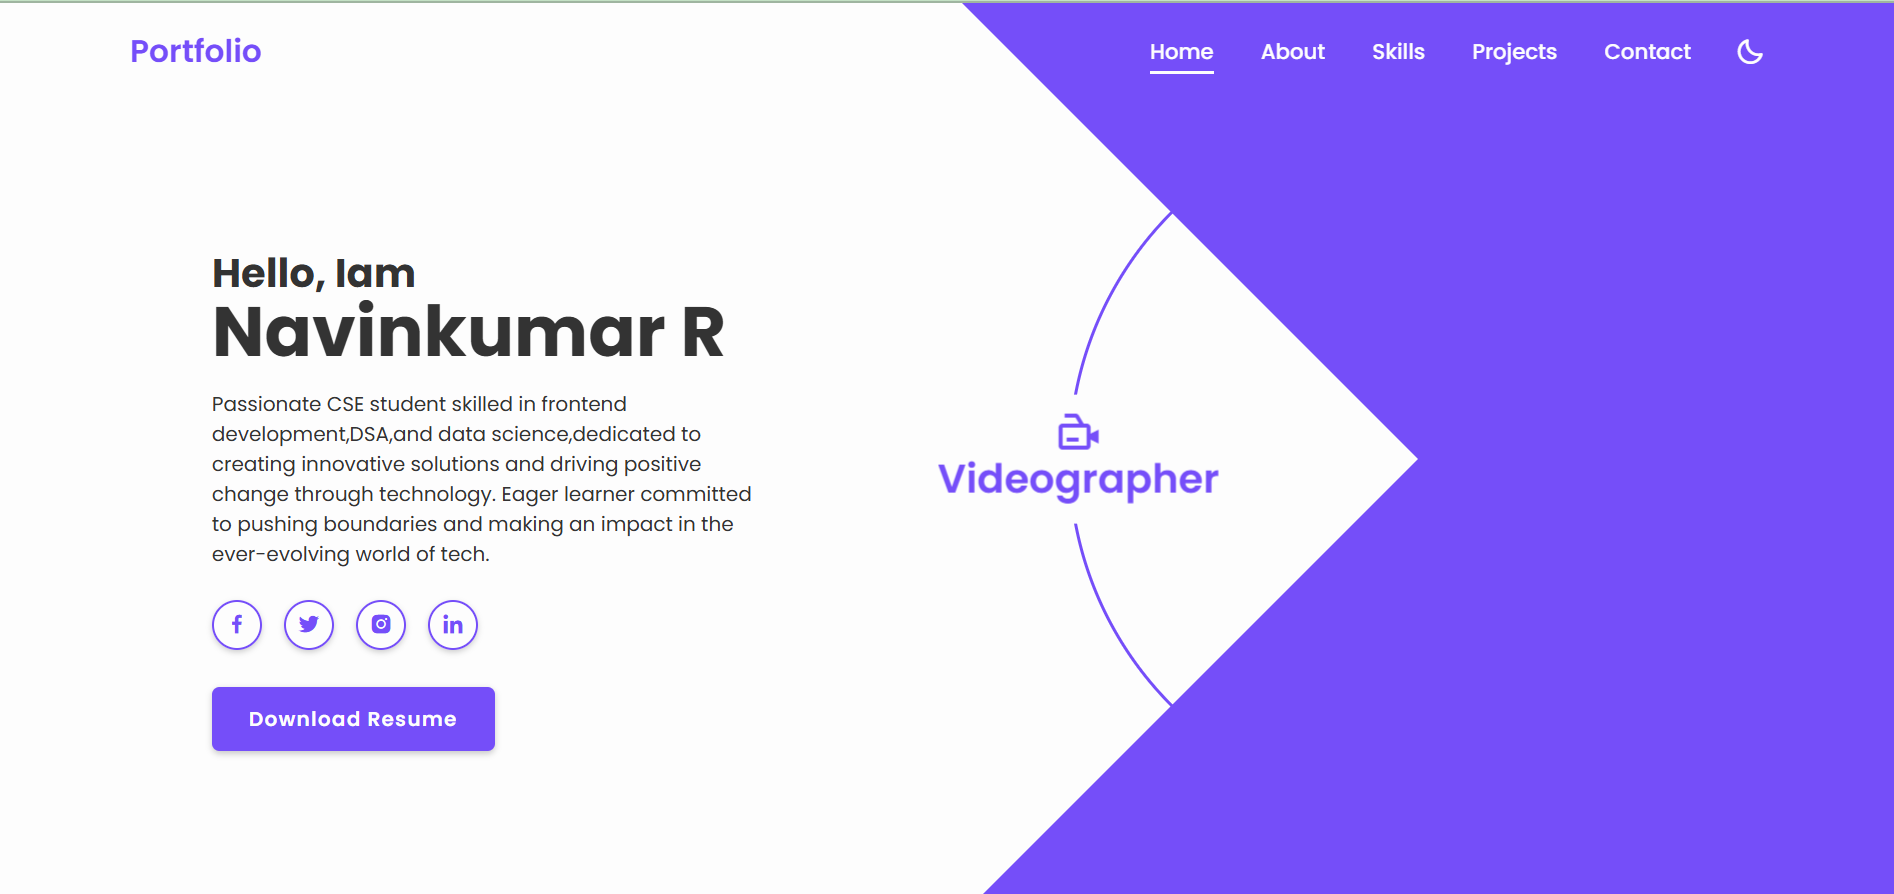 Portfolio
Home About Skills Projects Contact
Hello, Iam
Navinkumar R
Passionate CSE student skilled in frontend
development,DSA,and data science,dedicated to
creating innovative solutions and driving positive
change through technology. Eager learner committed
to pushing boundaries and making an impact in the
ever-evolving world of tech.
Download Resume
Videographer